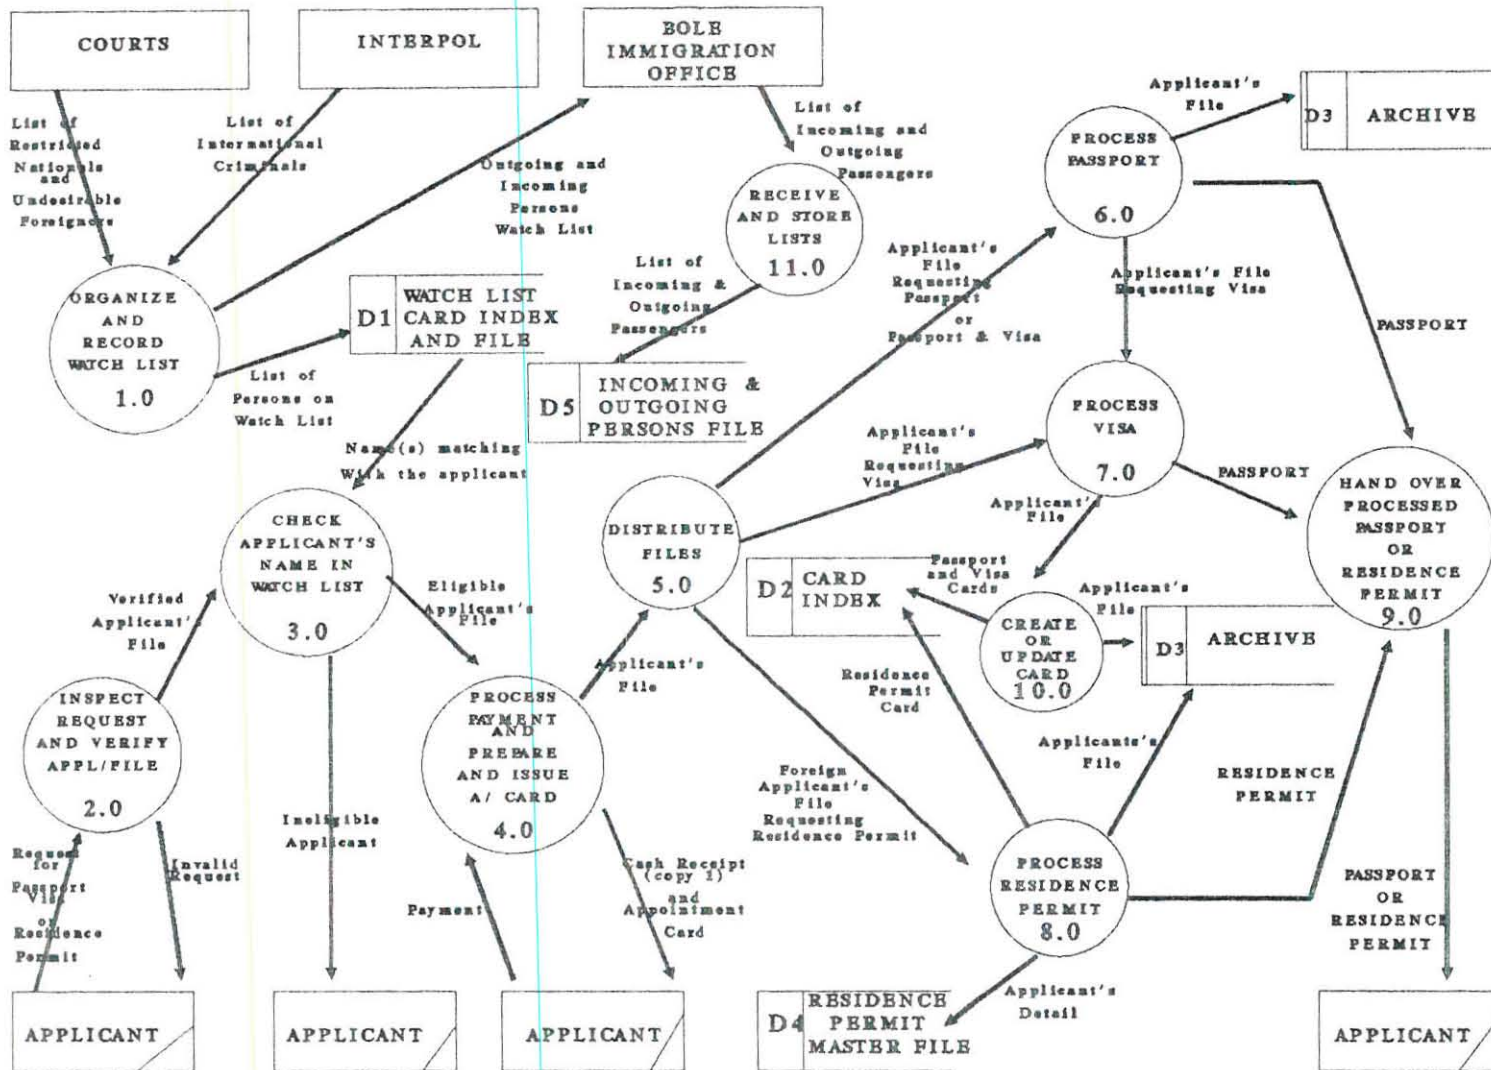 COURTS
INTERPOL
BOLE
IMMIGRATION
OFFICE
List of
Restricted
Nationals
and
Undesirable
Foreigners
List of
International
Criminals
Outgoing and
Incoming
Persons
Watch List
List of
Incoming and
Outgoing
Passengers
RECEIVE
AND STORE
LISTS
11.0
PROCESS
PASSPORT
6.0
Applicant's
File
D3
ARCHIVE
ORGANIZE
AND
RECORD
WATCH LIST
1.0
D1
WATCH LIST
CARD INDEX
AND FILE
List of
Persons on
Watch List
List of
Incoming &
Outgoing
Passengers
D5
INCOMING &
OUTGOING
PERSONS FILE
Applicant's
File
Requesting
Passport
or
Passport & Visa
Applicant's File
Requesting Visa
PASSPORT
Name(s) matching
With the applicant
CHECK
APPLICANT'S
NAME IN
WATCH LIST
3.0
DISTRIBUTE
FILES
5.0
Applicant's
File
Requesting
Visa
PROCESS
VISA
7.0
PASSPORT
HAND OVER
PROCESSED
PASSPORT
OR
RESIDENCE
PERMIT
9.0
Applicant's
File
Verified
Applicant's
File
Eligible
Applicant's
File
D2
CARD
INDEX
Passport
and Visa
Cards
CREATE
OR
UPDATE
CARD
10.0
Applicant's
File
D3
ARCHIVE
INSPECT
REQUEST
AND VERIFY
APPL/FILE
2.0
PROCESS
PAYMENT
AND
PREPARE
AND ISSUE
A/ CARD
4.0
Applicant's
File
Residence
Permit
Card
Applicants's
File
RESIDENCE
PERMIT
Foreign
Applicant's
File
Requesting
Residence Permit
PROCESS
RESIDENCE
PERMIT
8.0
Request
for
Passport
Visa
or
Residence
Permit
Invalid
Request
Ineligible
Applicant
Payment
Cash Receipt
(copy 1)
and
Appointment
Card
PASSPORT
OR
RESIDENCE
PERMIT
Applicant's
Detail
D4
RESIDENCE
PERMIT
MASTER FILE
APPLICANT
APPLICANT
APPLICANT
APPLICANT